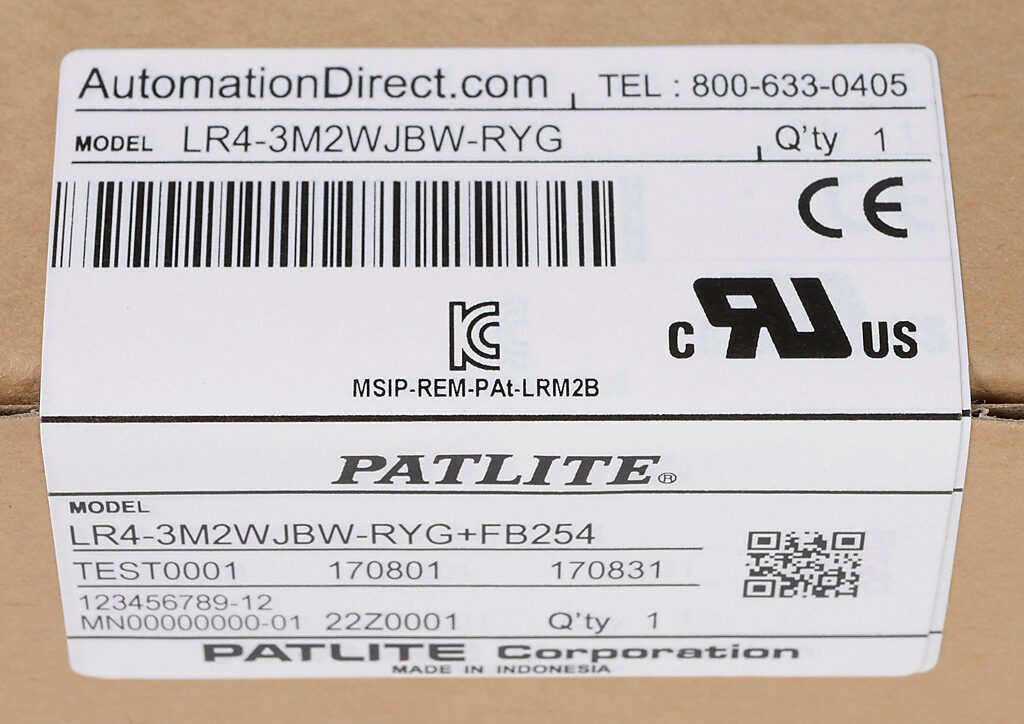 AutomationDirect.com TEL : 800-633-0405
MODEL LR4-3M2WJBW-RYG Q'ty 1
CE
C RU US
KC
MSIP-REM-PAt-LRM2B
PATLITE®
MODEL
LR4-3M2WJBW-RYG+FB254
TEST0001 170801 170831
123456789-12
MN00000000-01 22Z0001 Q'ty 1
PATLITE Corporation
MADE IN INDONESIA